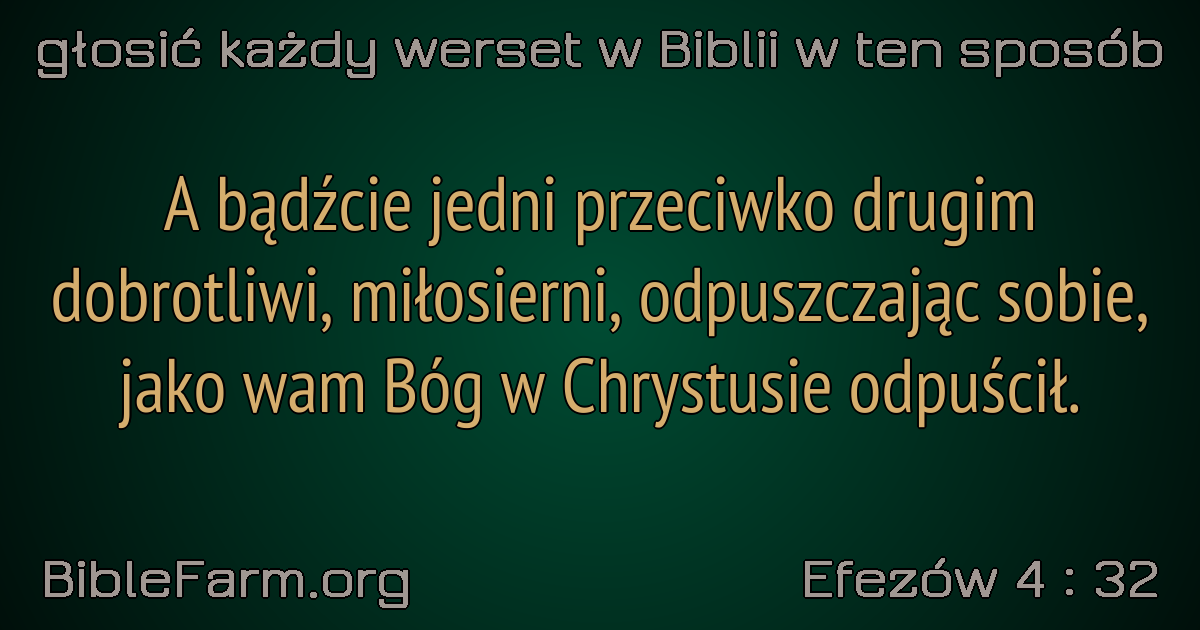 głosić każdy werset w Biblii w ten sposób
A bądźcie jedni przeciwko drugim
dobrotliwi, miłosierni, odpuszczając sobie,
jako wam Bóg w Chrystusie odpuścił.
BibleFarm.org
Efezów 4 : 32